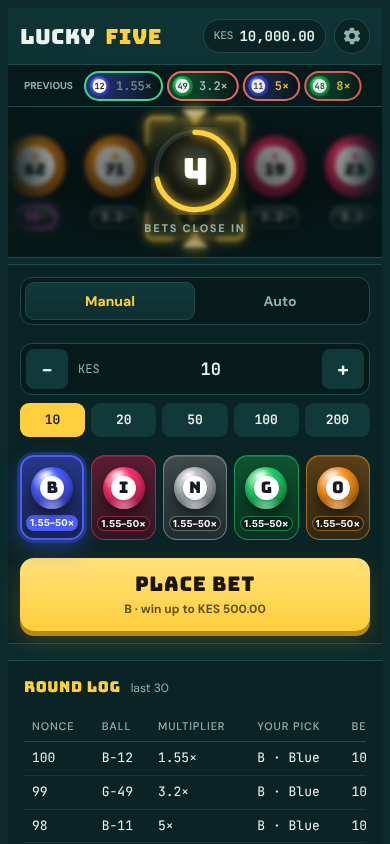 LUCKY FIVE KES 10,000.00
PREVIOUS 12 1.55× 49 3.2× 11 5× 48 8×
62 71 4 19
BETS CLOSE IN
Manual Auto
− KES 10 +
10 20 50 100 200
B I N G O
1.55–50× 1.55–50× 1.55–50× 1.55–50× 1.55–50×
PLACE BET
B · win up to KES 500.00
ROUND LOG last 30
NONCE BALL MULTIPLIER YOUR PICK BE
100 B-12 1.55× B · Blue 10
99 G-49 3.2× B · Blue 10
98 B-11 5× B · Blue 10